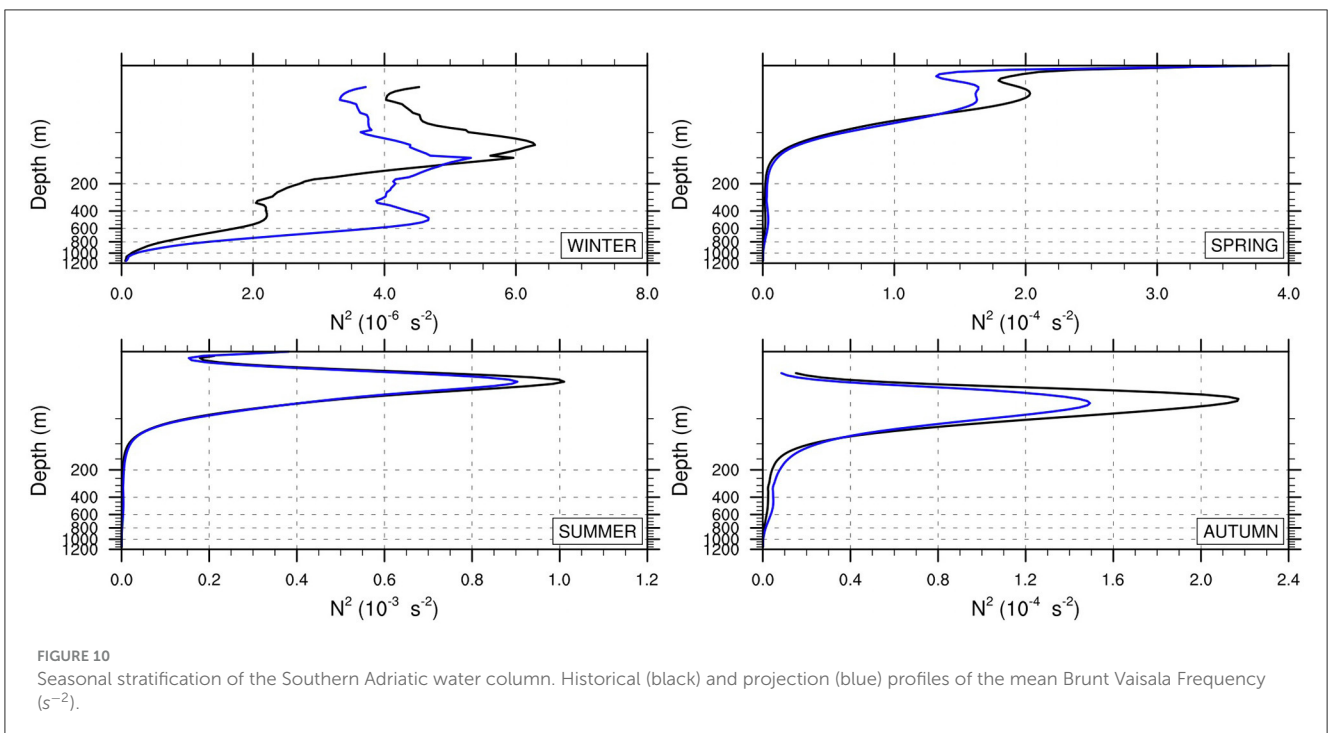 Depth (m)
200
400
600
800
1000
1200
WINTER
0.0 2.0 4.0 6.0 8.0
N² (10⁻⁶ s⁻²)
Depth (m)
200
400
600
800
1000
1200
SPRING
0.0 1.0 2.0 3.0 4.0
N² (10⁻⁴ s⁻²)
Depth (m)
200
400
600
800
1000
1200
SUMMER
0.0 0.2 0.4 0.6 0.8 1.0 1.2
N² (10⁻³ s⁻²)
Depth (m)
200
400
600
800
1000
1200
AUTUMN
0.0 0.4 0.8 1.2 1.6 2.0 2.4
N² (10⁻⁴ s⁻²)
FIGURE 10
Seasonal stratification of the Southern Adriatic water column. Historical (black) and projection (blue) profiles of the mean Brunt Vaisala Frequency
(s⁻²).